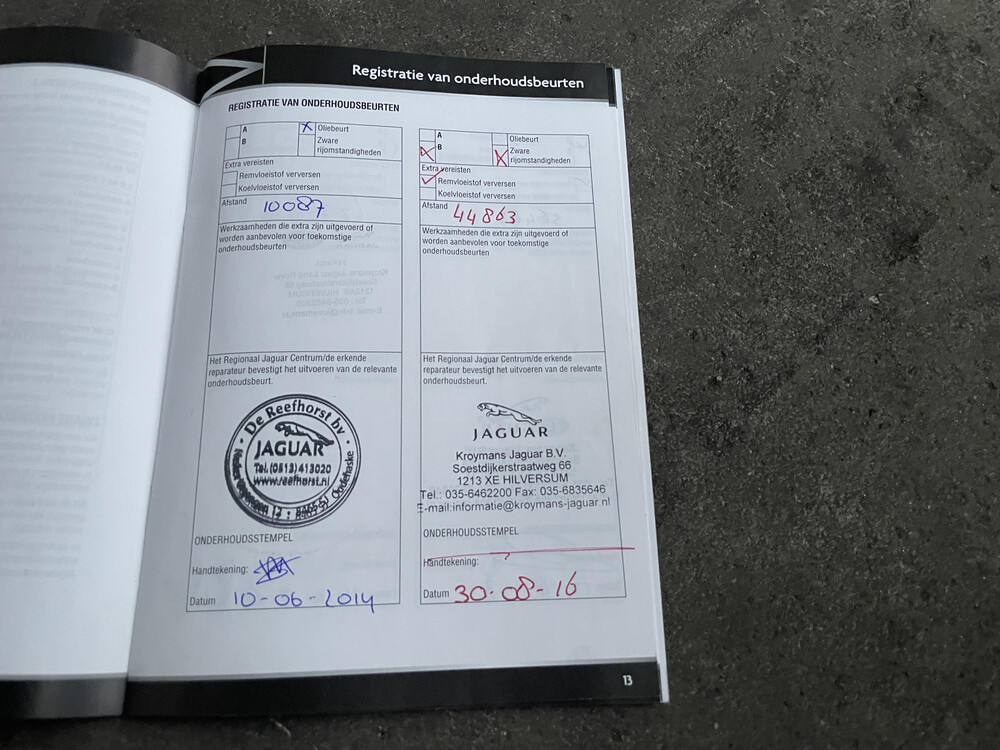 Registratie van onderhoudsbeurten
REGISTRATIE VAN ONDERHOUDSBEURTEN
A
B
X Oliebeurt
Zware
rijomstandigheden
Extra vereisten
Remvloeistof verversen
Koelvloeistof verversen
Afstand 10087
Werkzaamheden die extra zijn uitgevoerd of
worden aanbevolen voor toekomstige
onderhoudsbeurten
Het Regionaal Jaguar Centrum/de erkende
reparateur bevestigt het uitvoeren van de relevante
onderhoudsbeurt.
De Reefhorst bv
JAGUAR
Tel. (0513) 413020
www.reefhorst.nl
ONDERHOUDSSTEMPEL
Handtekening:
Datum 10-06-2014
A
X B
Oliebeurt
X Zware
rijomstandigheden
Extra vereisten
✓ Remvloeistof verversen
Koelvloeistof verversen
Afstand 44863
Werkzaamheden die extra zijn uitgevoerd of
worden aanbevolen voor toekomstige
onderhoudsbeurten
Het Regionaal Jaguar Centrum/de erkende
reparateur bevestigt het uitvoeren van de relevante
onderhoudsbeurt.
JAGUAR
Kroymans Jaguar B.V.
Soestdijkerstraatweg 66
1213 XE HILVERSUM
Tel.: 035-6462200 Fax: 035-6835646
E-mail:informatie@kroymans-jaguar.nl
ONDERHOUDSSTEMPEL
Handtekening:
Datum 30-08-16
13